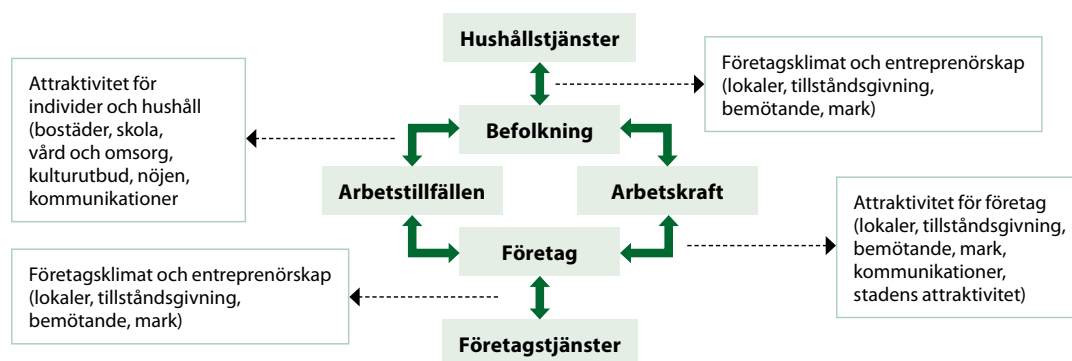 Hushållstjänster
Företagsklimat och entreprenörskap
(lokaler, tillståndsgivning,
bemötande, mark)
Attraktivitet för
individer och hushåll
(bostäder, skola,
vård och omsorg,
kulturutbud, nöjen,
kommunikationer
Befolkning
Arbetstillfällen
Arbetskraft
Attraktivitet för företag
(lokaler, tillståndsgivning,
bemötande, mark,
kommunikationer,
stadens attraktivitet)
Företag
Företagsklimat och entreprenörskap
(lokaler, tillståndsgivning,
bemötande, mark)
Företagstjänster